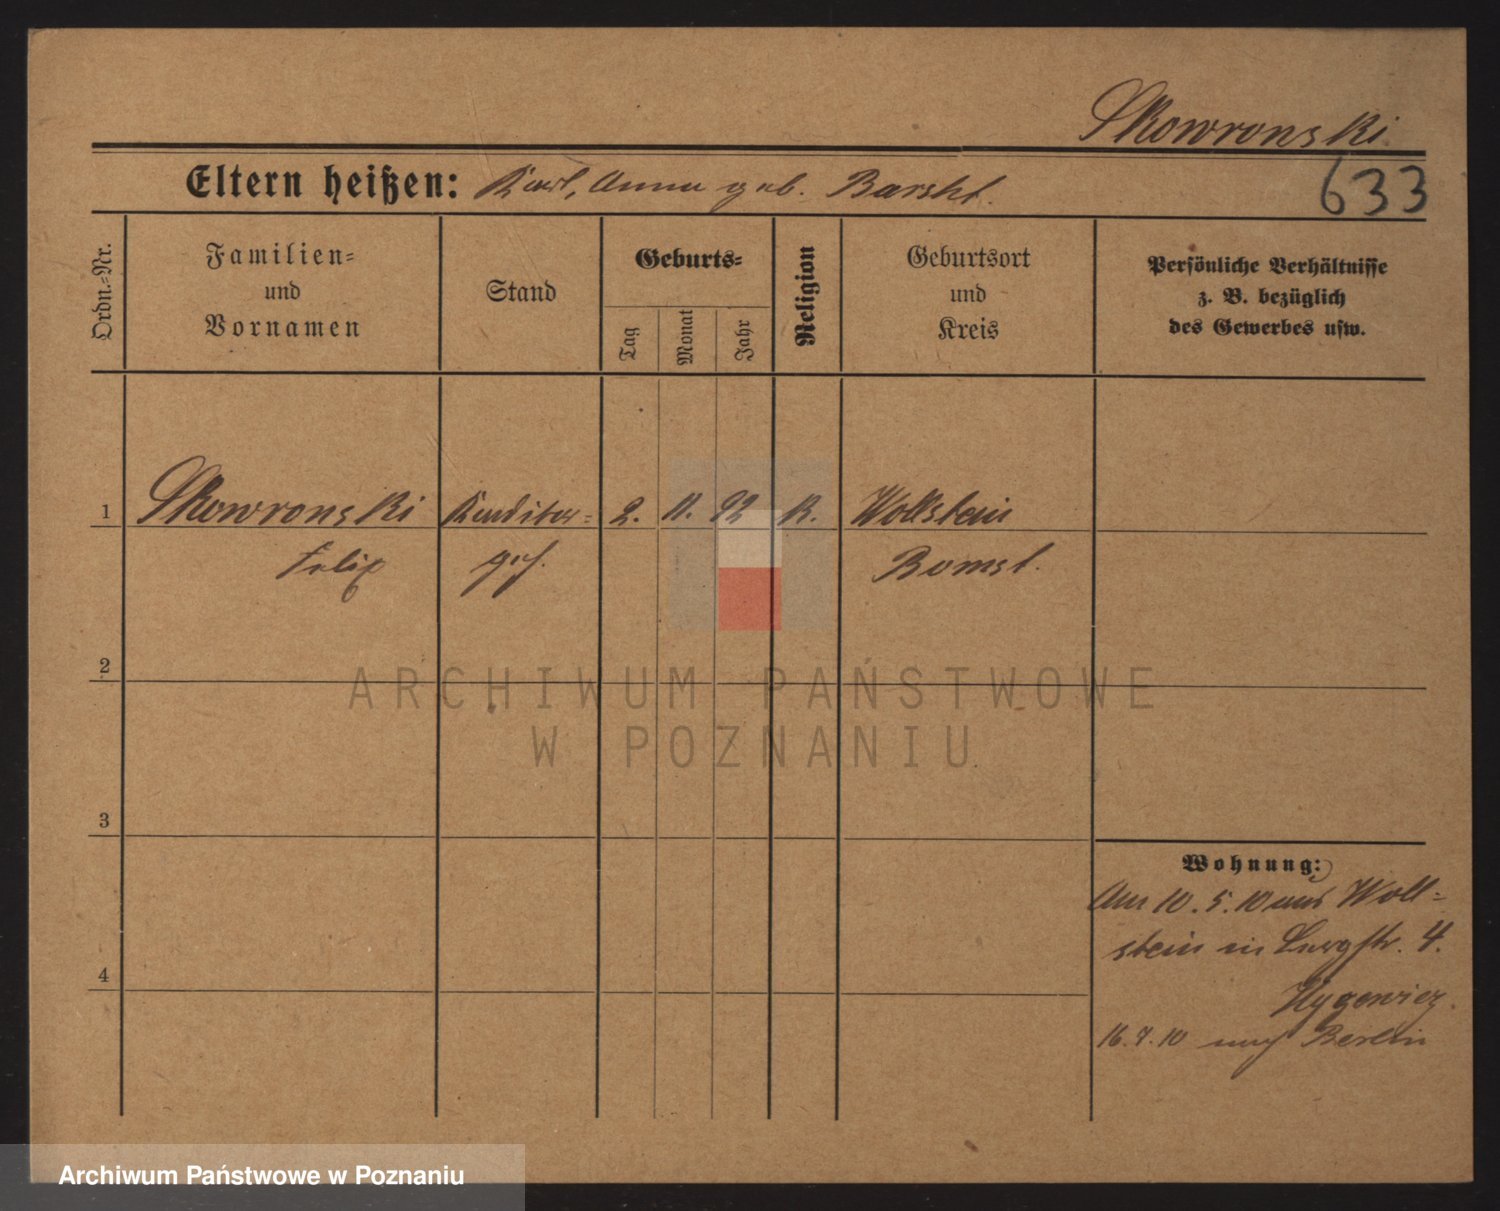 Skowronski
Eltern heißen: Karl, Anna geb. Barsht.
633
Ordn.-Nr.
Familien-
und
Vornamen
Stand
Geburts-
Tag
Monat
Jahr
Religion
Geburtsort
und
Kreis
Persönliche Verhältnisse
z. B. bezüglich
des Gewerbes usw.
1 Skowronski Konditor- 2. 11. 92 K. Wollstein
Felix geh. Bomst.
2
3
4
Wohnung:
Am 10.5.10 aus Woll-
stein in 4.
16.7.10 nach Berlin
ARCHIWUM PAŃSTWOWE
W POZNANIU
Archiwum Państwowe w Poznaniu